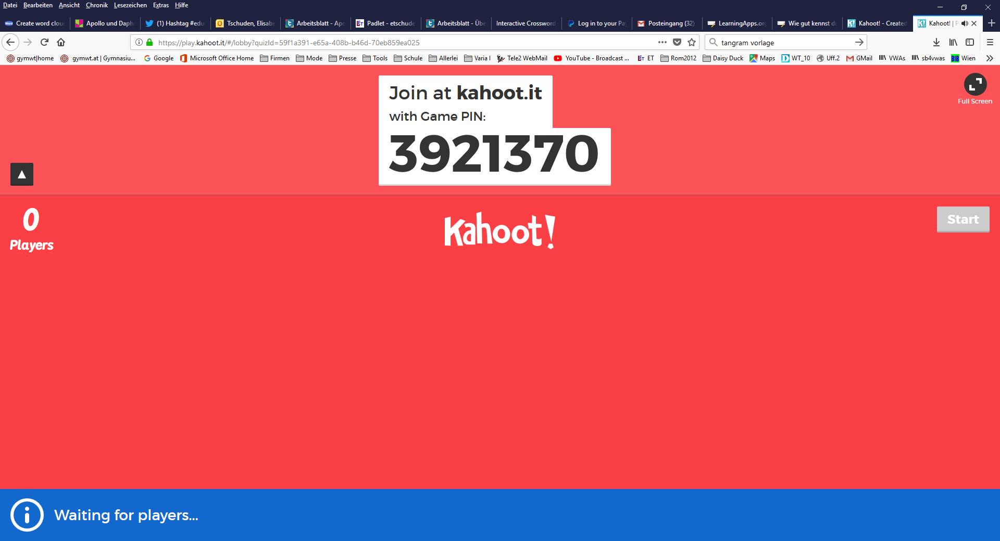 Datei Bearbeiten Ansicht Chronik Lesezeichen Extras Hilfe
Create word clou Apollo und Daph (1) Hashtag #edu Tschuden, Elisabe Arbeitsblatt - Apo Padlet - etschude Arbeitsblatt - Übe Interactive Crossword Log in to your Pa Posteingang (32) LearningApps.org Wie gut kennst d Kahoot! - Created Kahoot! | P
https://play.kahoot.it/#/lobby?quizId=59f1a391-e65a-408b-b46d-70eb859ea025 tangram vorlage
gymwt|home gymwt.at | Gymnasiu... Google Microsoft Office Home Firmen Mode Presse Tools Schule Allerlei Varia I Tele2 WebMail YouTube - Broadcast ... ET Rom2012 Daisy Duck Maps WT_10 Uff.2 GMail VWAs sb4vwas BIB Wien
Join at kahoot.it
with Game PIN:
3921370
Full Screen
0
Players
Kahoot!
Start
Waiting for players...